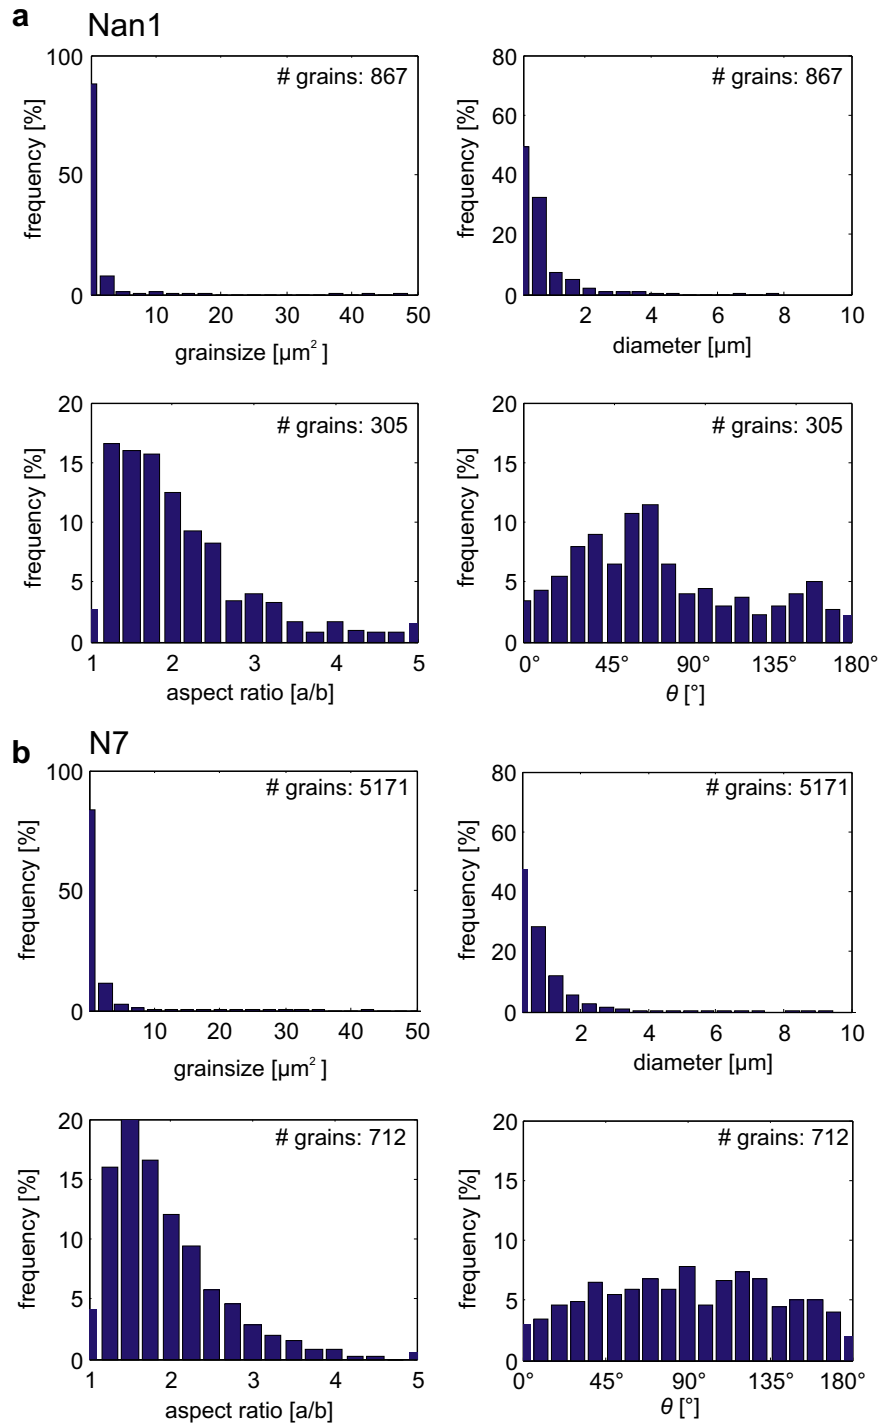 a
Nan1
100
50
0
frequency [%]
# grains: 867
10 20 30 40 50
grainsize [µm²]
80
60
40
20
0
frequency [%]
# grains: 867
2 4 6 8 10
diameter [µm]
20
15
10
5
0
frequency [%]
# grains: 305
1 2 3 4 5
aspect ratio [a/b]
20
15
10
5
0
frequency [%]
# grains: 305
0° 45° 90° 135° 180°
θ [°]
b
N7
100
50
0
frequency [%]
# grains: 5171
10 20 30 40 50
grainsize [µm²]
80
60
40
20
0
frequency [%]
# grains: 5171
2 4 6 8 10
diameter [µm]
20
15
10
5
0
frequency [%]
# grains: 712
1 2 3 4 5
aspect ratio [a/b]
20
15
10
5
0
frequency [%]
# grains: 712
0° 45° 90° 135° 180°
θ [°]